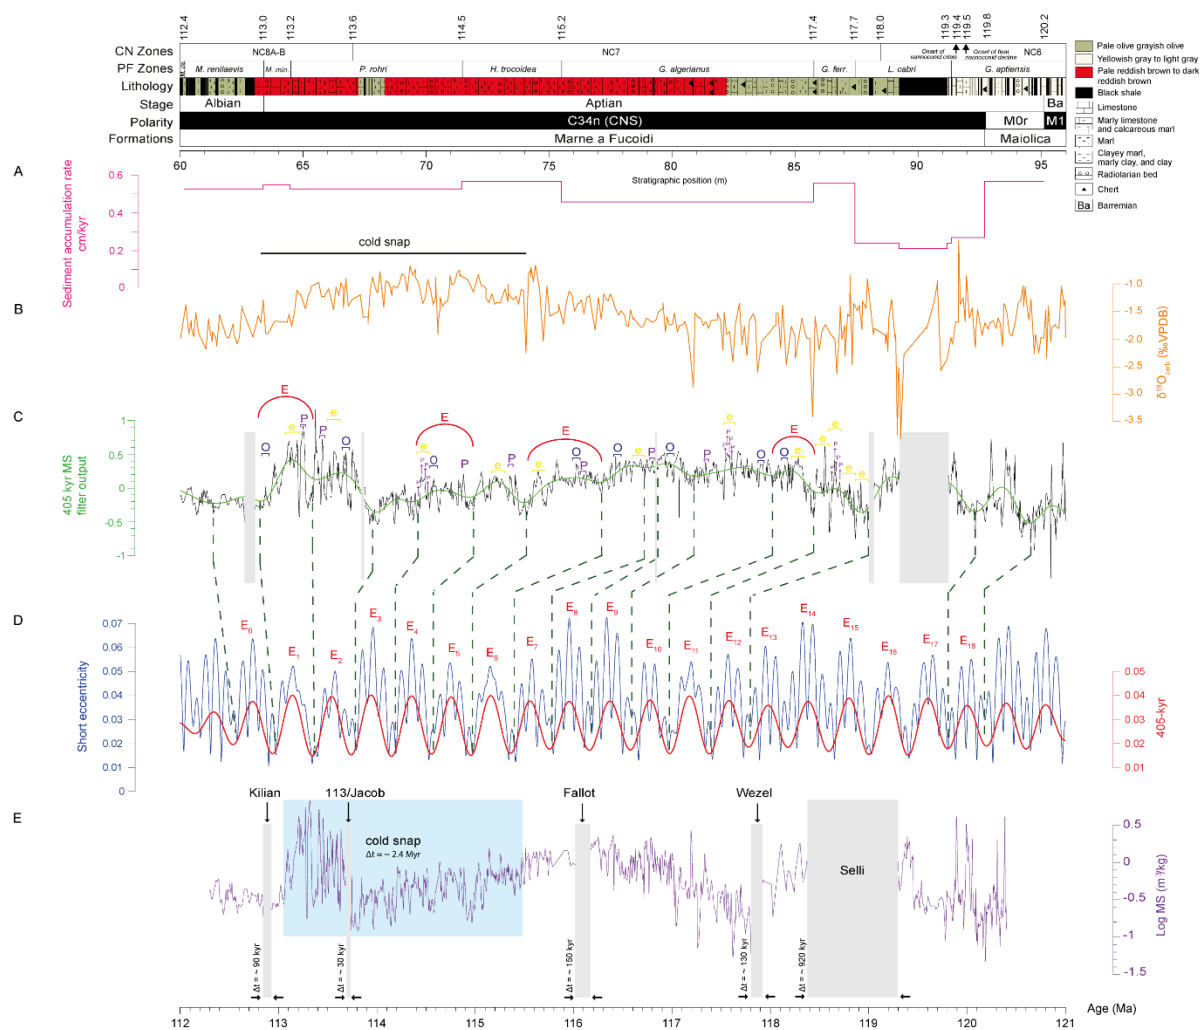 112.4 113.0 113.2 113.6 114.5 115.2 117.4 117.7 118.0 119.3 119.4 119.5 119.8 120.2
CN Zones NC8A-B NC7 NC6
Onset of nannoconid crisis
PF Zones M. renilaevis M. min. P. rohri H. trocoidea G. algerianus G. ferr. L. cabri G. aptiensis
Lithology
Stage Albian Aptian Ba
Polarity C34n (CNS) M0r M1
Formations Marne a Fucoidi Maiolica
Pale olive grayish olive
Yellowish gray to light gray
Pale reddish brown to dark
reddish brown
Black shale
Limestone
Marly limestone
and calcareous marl
Marl
Clayey marl,
marly clay, and clay
Radiolarian bed
Chert
Ba Barremian
60 65 70 75 80 85 90 95
Stratigraphic position (m)
A
Sediment accumulation rate
cm/kyr
0.6
0.4
0.2
0
cold snap
B
-1.0
-1.5
-2.0
-2.5
-3.0
-3.5
δ18Ocarb (‰VPDB)
C
405 kyr MS
filter output
1
0.5
0
-0.5
-1
E E E E
e e e e e e e e e e e
P P P P P P
O O O O O O O
D
Short eccentricity
0.07
0.06
0.05
0.04
0.03
0.02
0.01
0
E0 E1 E2 E3 E4 E5 E6 E7 E8 E9 E10 E11 E12 E13 E14 E15 E16 E17 E18
0.05
0.04
0.03
0.02
0.01
405-kyr
E
Kilian 113/Jacob Fallot Wezel
cold snap
Δt = ~ 2.4 Myr
Selli
Δt = ~ 90 kyr
Δt = ~ 30 kyr
Δt = ~ 150 kyr
Δt = ~ 130 kyr
Δt = ~ 920 kyr
0.5
0
-0.5
-1
-1.5
Log MS (m³/kg)
112 113 114 115 116 117 118 119 120 121
Age (Ma)